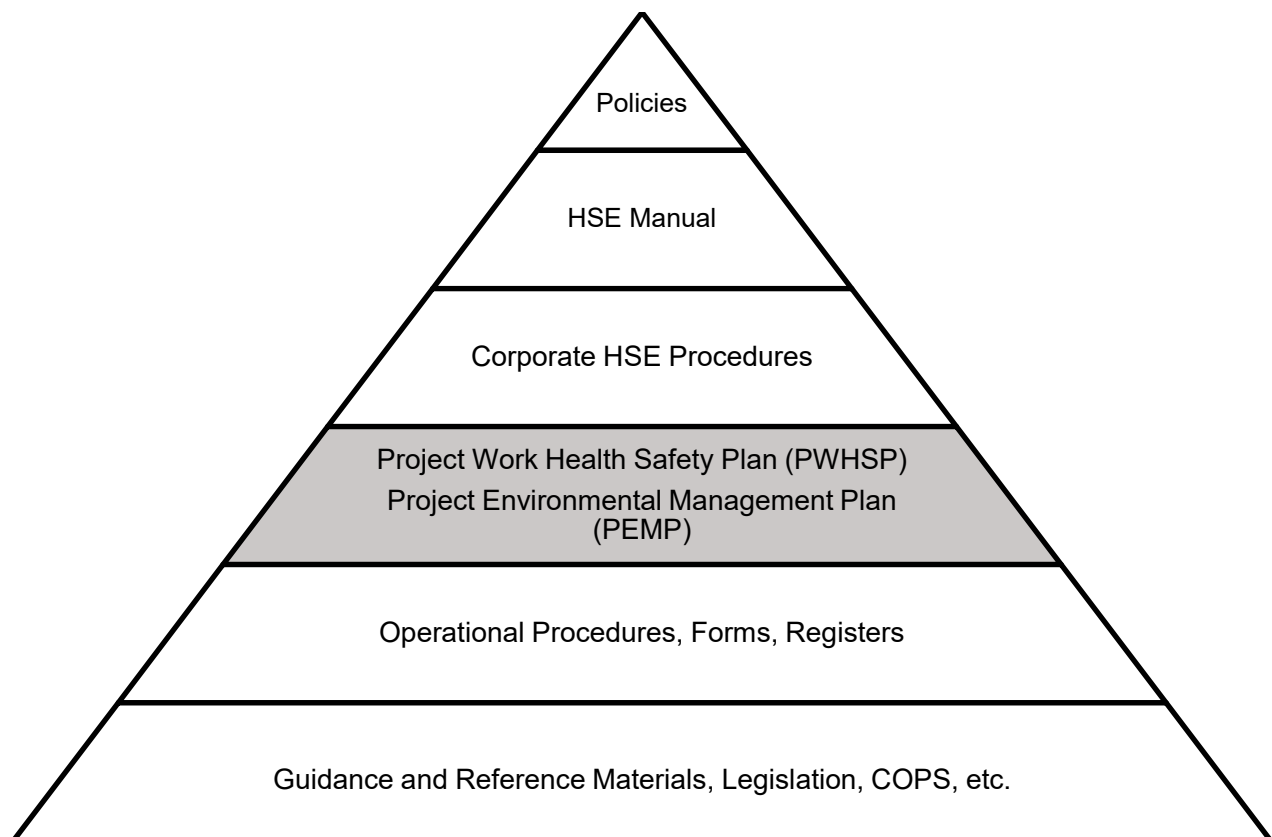 Policies
HSE Manual
Corporate HSE Procedures
Project Work Health Safety Plan (PWHSP)
Project Environmental Management Plan
(PEMP)
Operational Procedures, Forms, Registers
Guidance and Reference Materials, Legislation, COPS, etc.